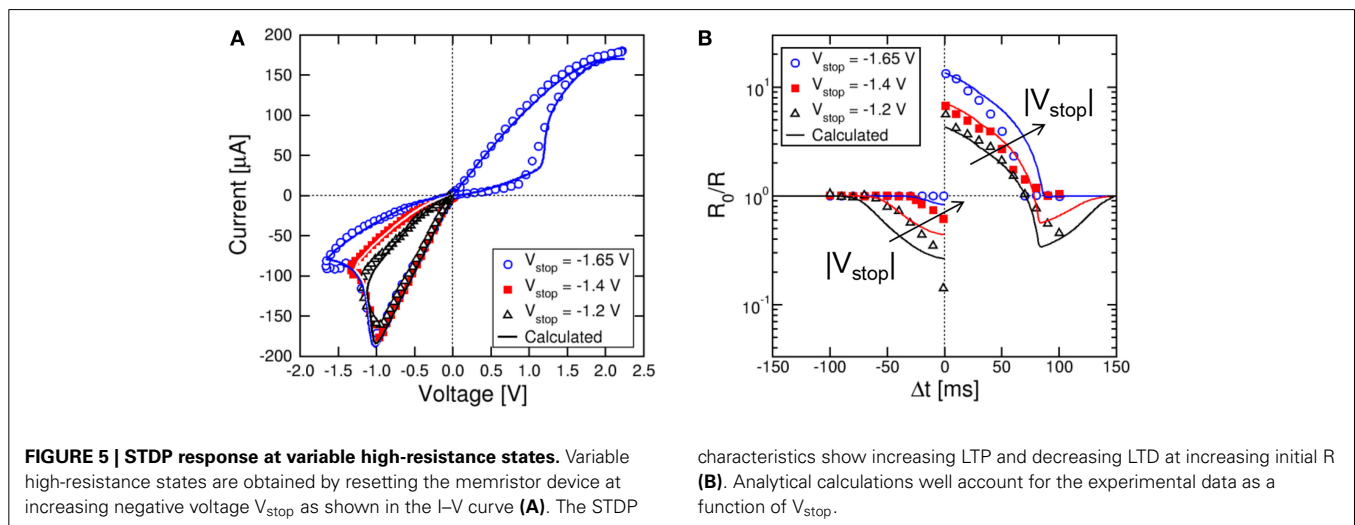 A
200
150
100
50
0
-50
-100
-150
-200
Current [µA]
-2.0 -1.5 -1.0 -0.5 0.0 0.5 1.0 1.5 2.0 2.5
Voltage [V]
Vstop = -1.65 V
Vstop = -1.4 V
Vstop = -1.2 V
Calculated
B
Vstop = -1.65 V
Vstop = -1.4 V
Vstop = -1.2 V
Calculated
|Vstop|
|Vstop|
10^1
10^0
10^-1
R0/R
-150 -100 -50 0 50 100 150
Δt [ms]
FIGURE 5 | STDP response at variable high-resistance states. Variable
high-resistance states are obtained by resetting the memristor device at
increasing negative voltage Vstop as shown in the I–V curve (A). The STDP
characteristics show increasing LTP and decreasing LTD at increasing initial R
(B). Analytical calculations well account for the experimental data as a
function of Vstop.